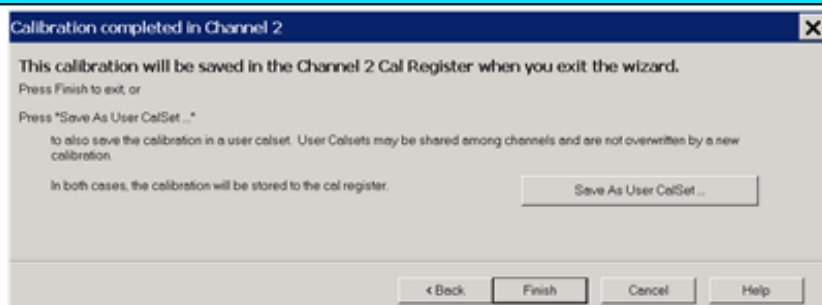 Calibration completed in Channel 2
This calibration will be saved in the Channel 2 Cal Register when you exit the wizard.
Press Finish to exit, or
Press "Save As User CalSet ..."
to also save the calibration in a user calset. User Calsets may be shared among channels and are not overwritten by a new
calibration.
In both cases, the calibration will be stored to the cal register.
Save As User CalSet...
< Back
Finish
Cancel
Help